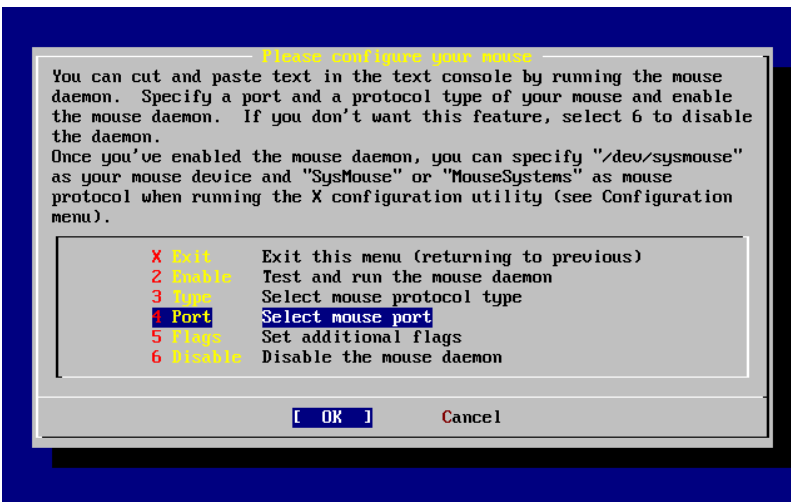 Please configure your mouse
You can cut and paste text in the text console by running the mouse
daemon.  Specify a port and a protocol type of your mouse and enable
the mouse daemon.  If you don't want this feature, select 6 to disable
the daemon.
Once you've enabled the mouse daemon, you can specify "/dev/sysmouse"
as your mouse device and "SysMouse" or "MouseSystems" as mouse
protocol when running the X configuration utility (see Configuration
menu).
X Exit     Exit this menu (returning to previous)
2 Enable   Test and run the mouse daemon
3 Type     Select mouse protocol type
4 Port     Select mouse port
5 Flags    Set additional flags
6 Disable  Disable the mouse daemon
[  OK  ]       Cancel